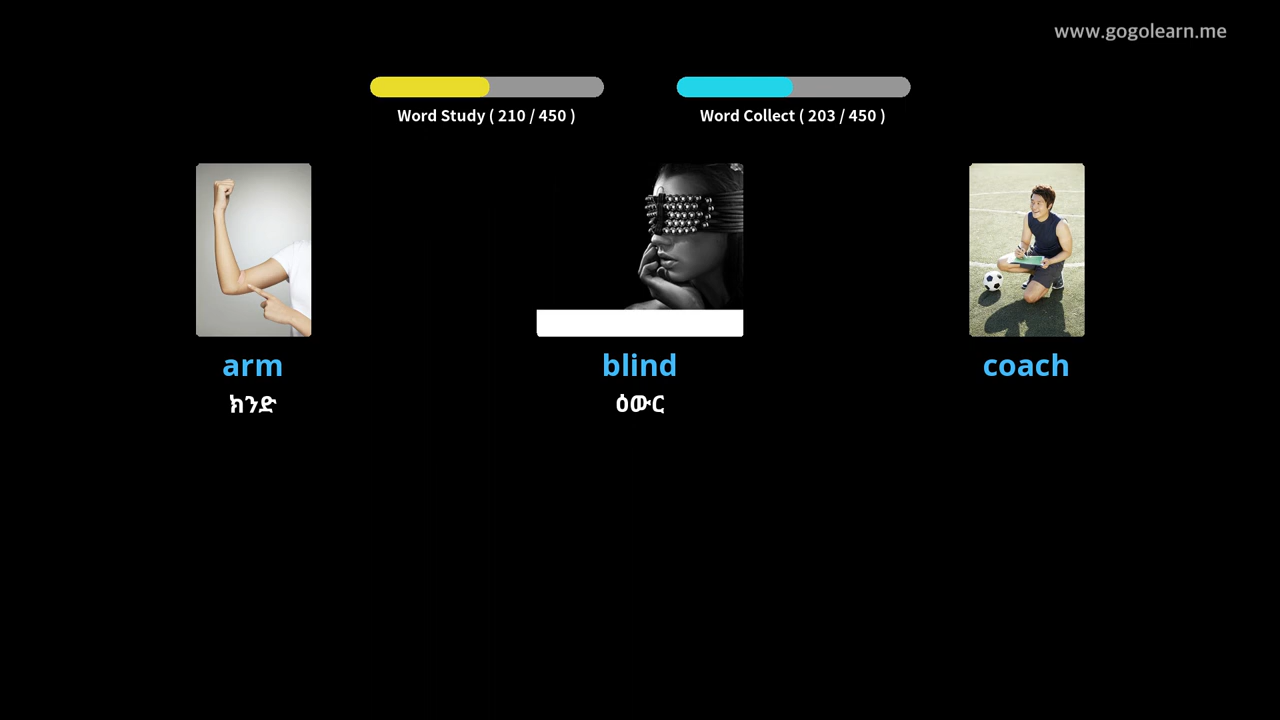 www.gogolearn.me
Word Study ( 210 / 450 )
Word Collect ( 203 / 450 )
arm
blind
coach
ክንድ
ዕውር